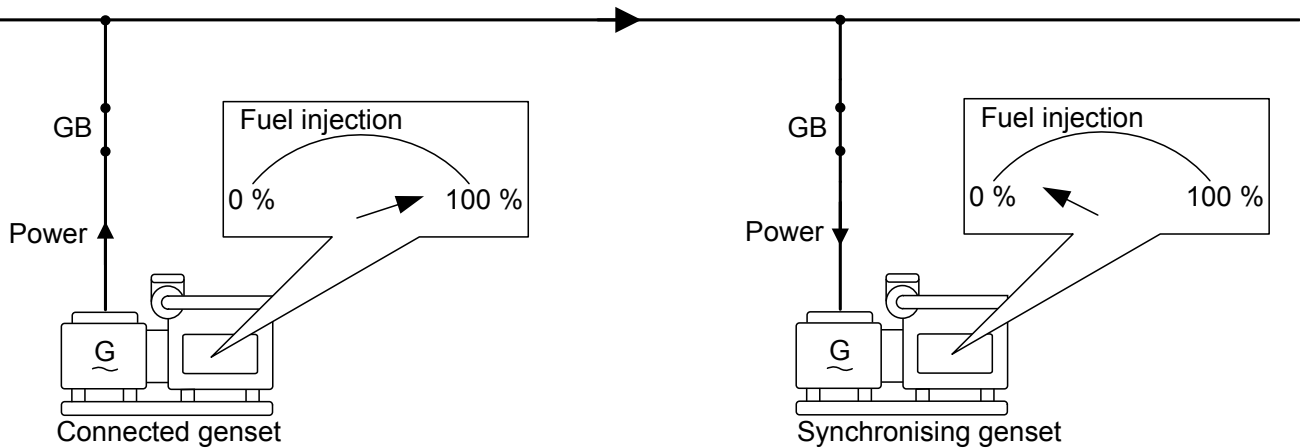 GB
Fuel injection
0 %
100 %
Power
G
Connected genset
GB
Fuel injection
0 %
100 %
Power
G
Synchronising genset